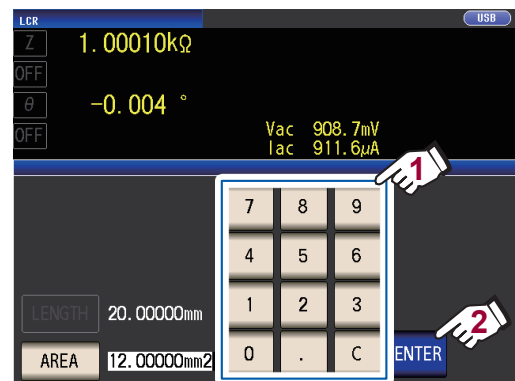 LCR USB
Z 1.00010kΩ
OFF
θ -0.004 °
OFF
Vac 908.7mV
Iac 911.6μA
1
7 8 9
4 5 6
LENGTH 20.00000mm 1 2 3
2
AREA 12.00000mm2 0 . C ENTER